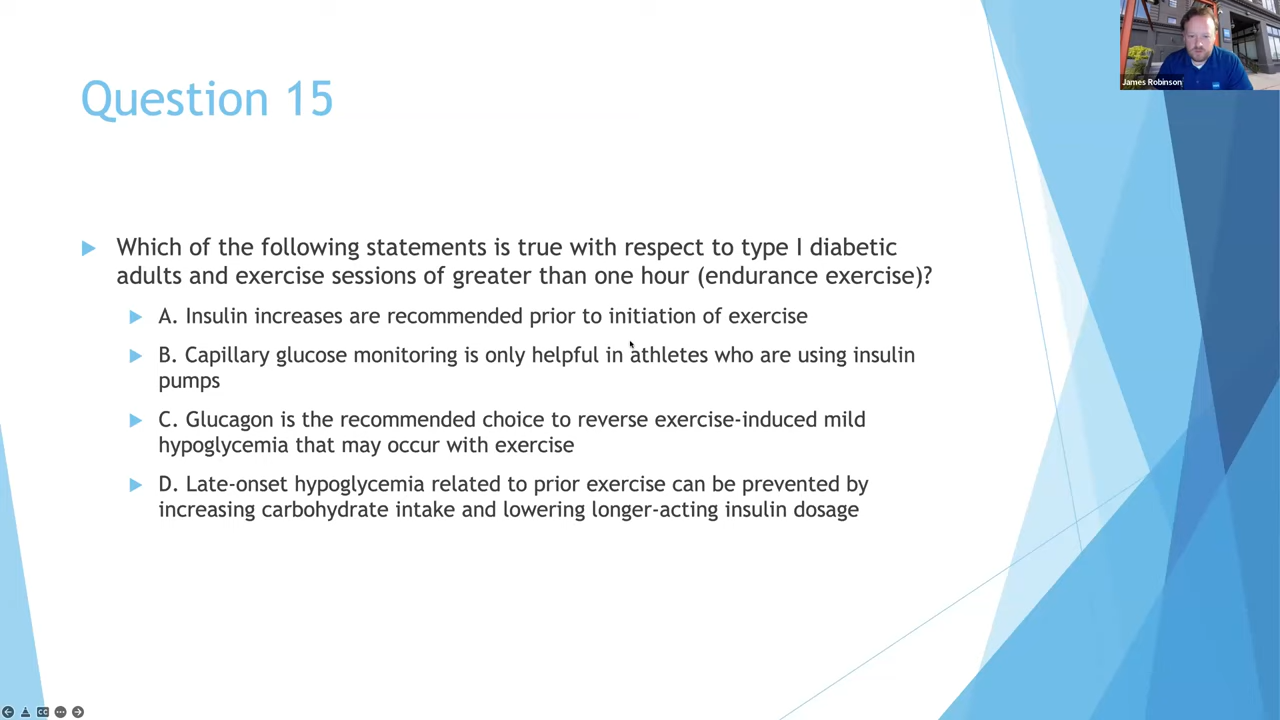 James Robinson
Question 15
Which of the following statements is true with respect to type I diabetic
adults and exercise sessions of greater than one hour (endurance exercise)?
A. Insulin increases are recommended prior to initiation of exercise
B. Capillary glucose monitoring is only helpful in athletes who are using insulin
pumps
C. Glucagon is the recommended choice to reverse exercise-induced mild
hypoglycemia that may occur with exercise
D. Late-onset hypoglycemia related to prior exercise can be prevented by
increasing carbohydrate intake and lowering longer-acting insulin dosage
CC